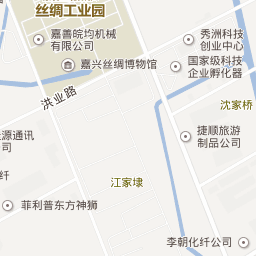 丝绸工业园
嘉善皖均机械
有限公司
秀洲科技
创业中心
嘉兴丝绸博物馆
国家级科技
企业孵化器
洪业路
沈家桥
源通讯
司
捷顺旅游
制品公司
纤
江家埭
菲利普东方神狮
李朝化纤公司